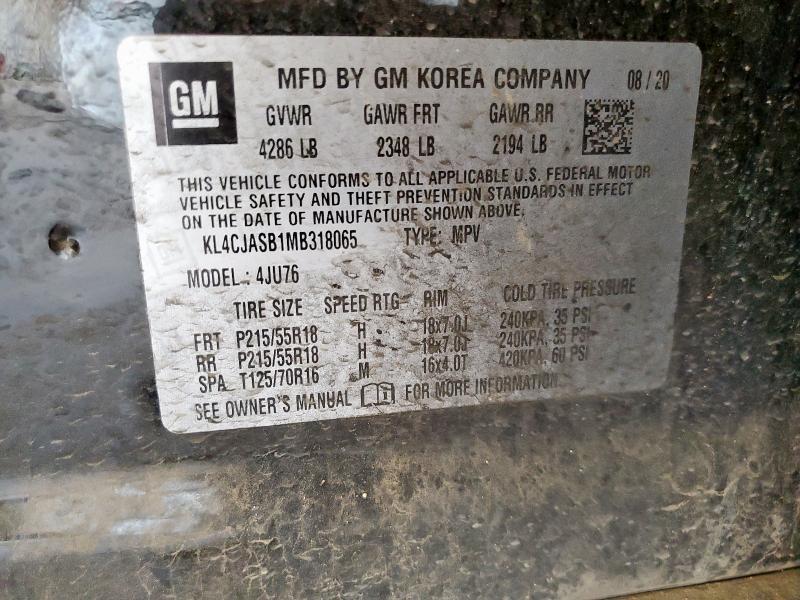 GM MFD BY GM KOREA COMPANY 08/20
GVWR GAWR FRT GAWR RR
4286 LB 2348 LB 2194 LB
THIS VEHICLE CONFORMS TO ALL APPLICABLE U.S. FEDERAL MOTOR
VEHICLE SAFETY AND THEFT PREVENTION STANDARDS IN EFFECT
ON THE DATE OF MANUFACTURE SHOWN ABOVE.
KL4CJASB1MB318065 TYPE: MPV
MODEL: 4JU76
TIRE SIZE SPEED RTG RIM COLD TIRE PRESSURE
FRT P215/55R18 H 18x7.0J 240KPA, 35 PSI
RR P215/55R18 H 18x7.0J 240KPA, 35 PSI
SPA T125/70R16 M 16x4.0T 420KPA, 60 PSI
SEE OWNER'S MANUAL FOR MORE INFORMATION